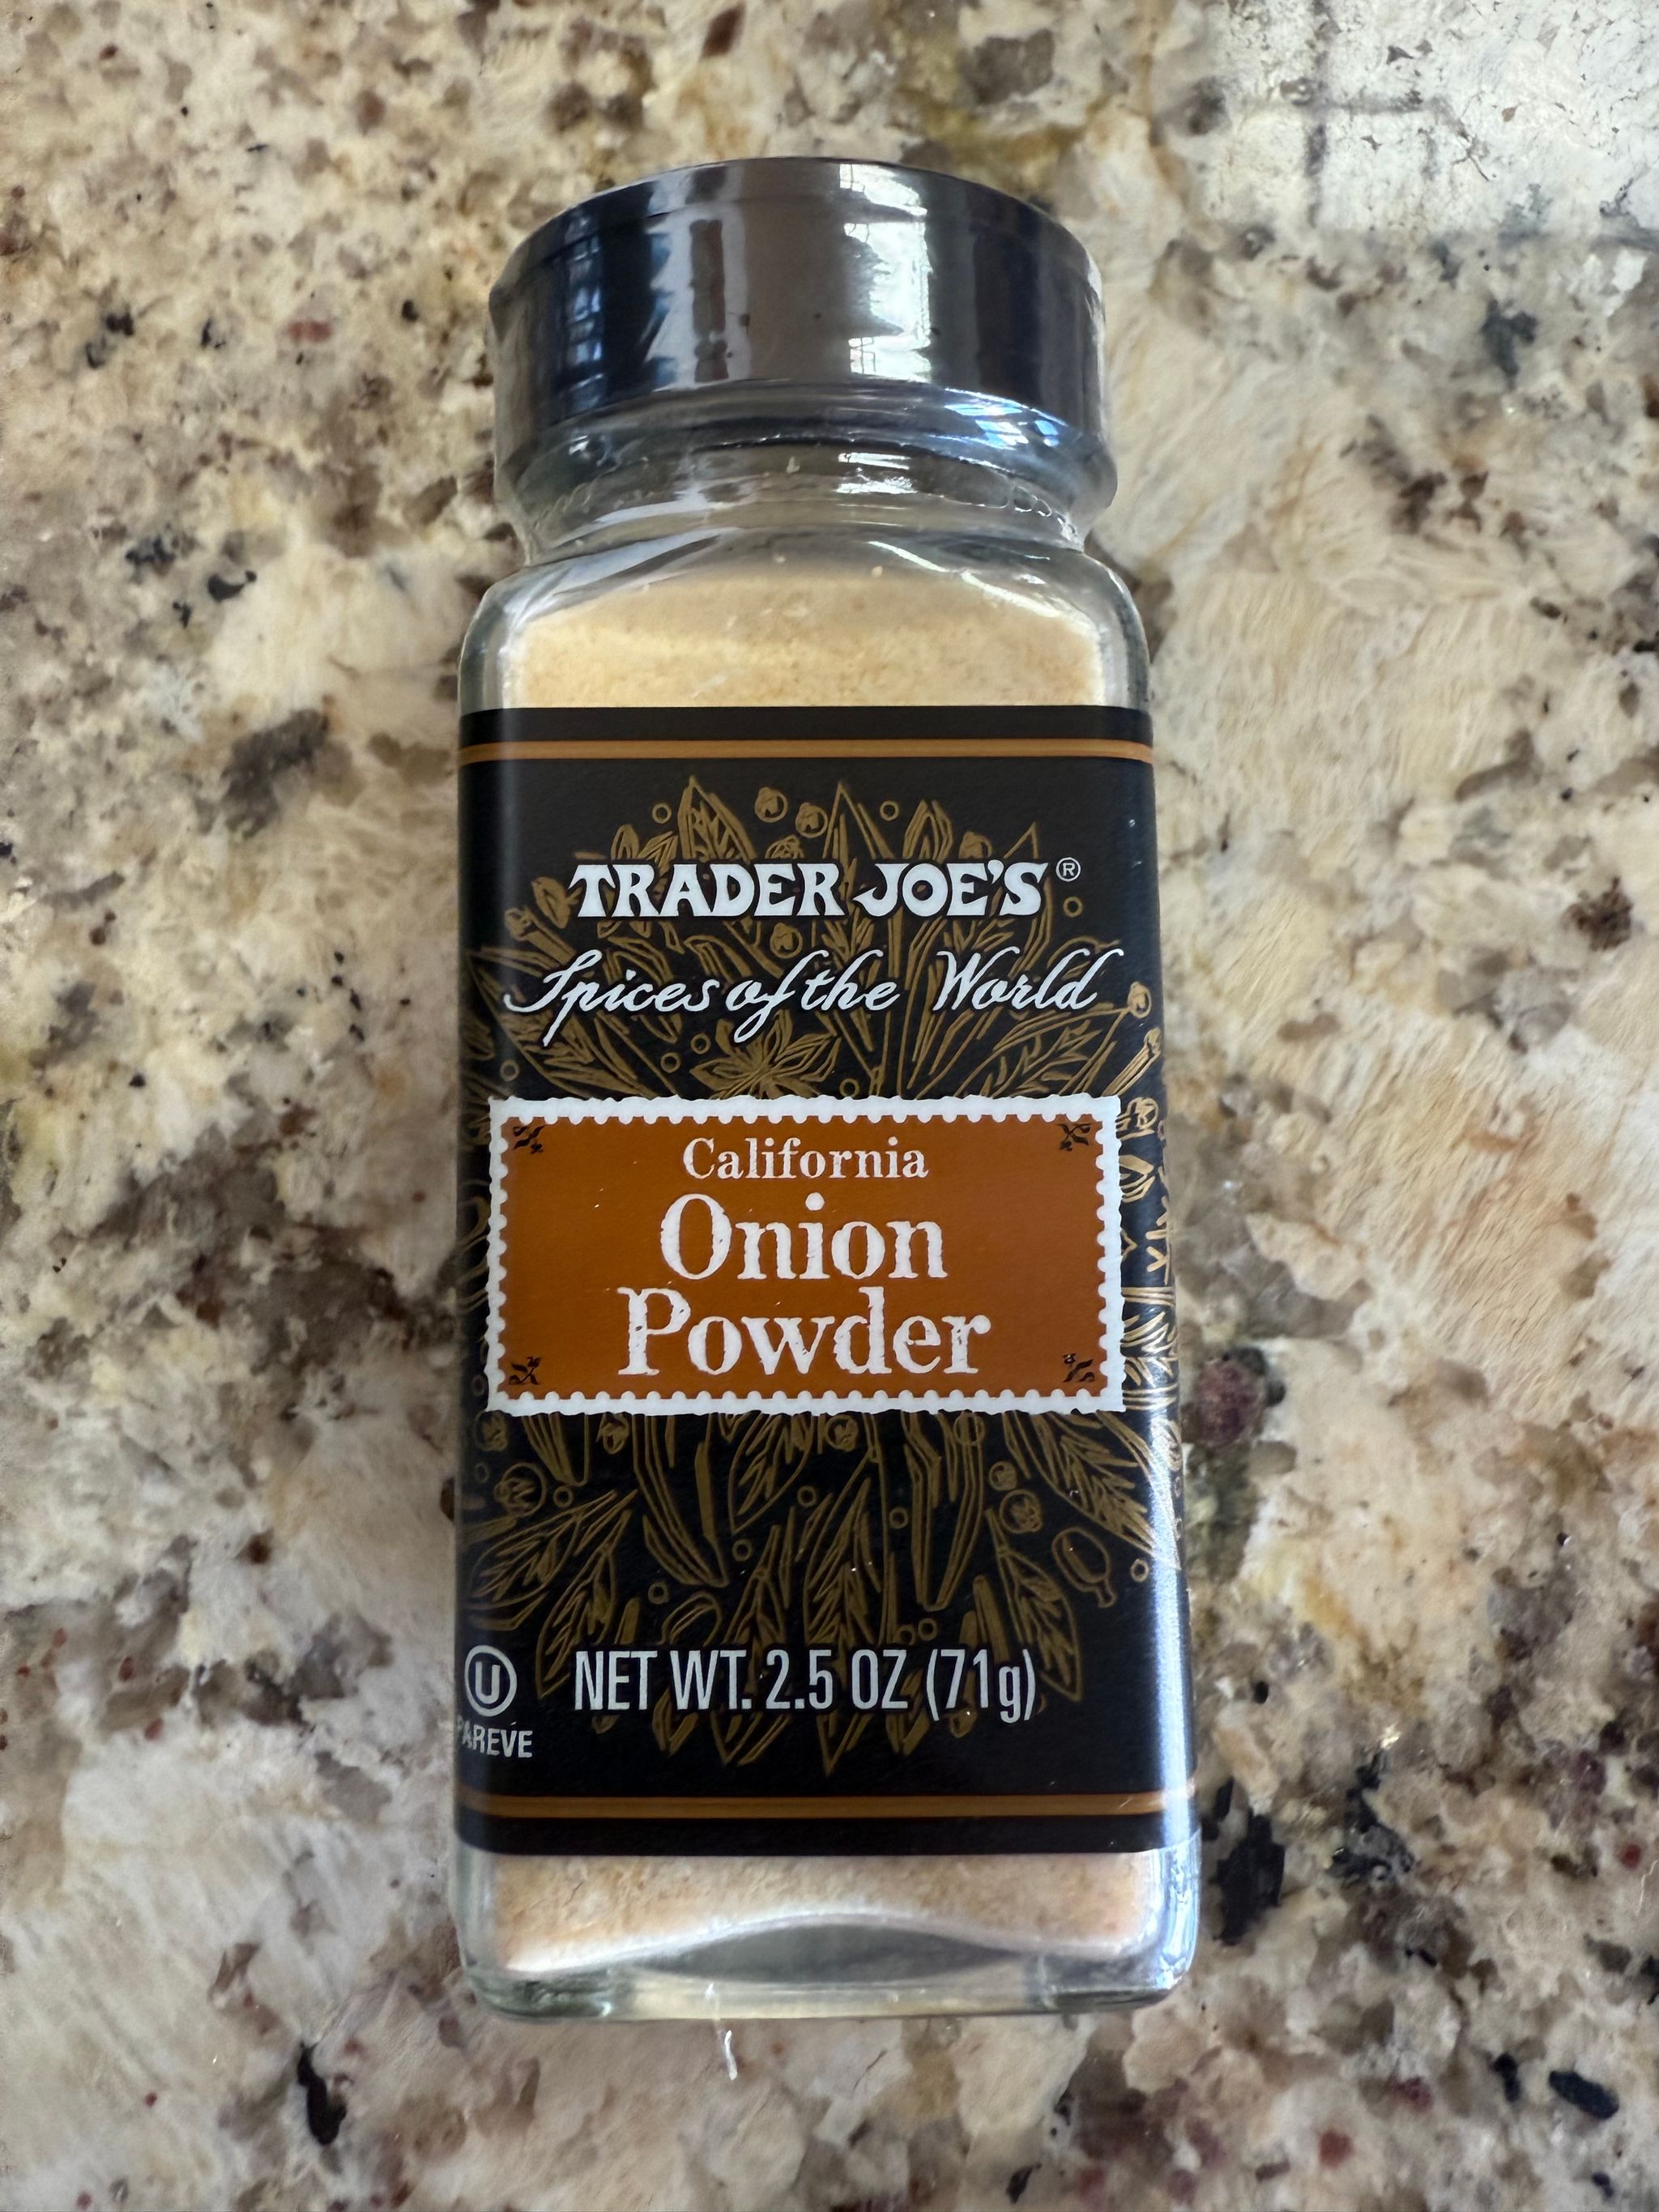 TRADER JOE'S®
Spices of the World
California
Onion
Powder
U
PAREVE
NET WT. 2.5 OZ (71g)